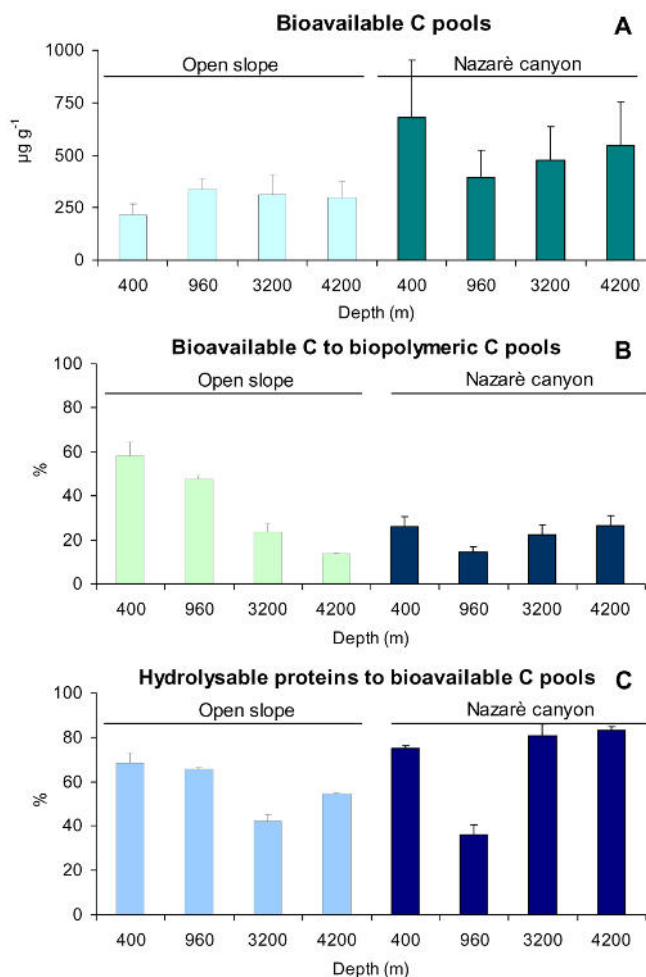 Bioavailable C pools
A
Open slope
Nazarè canyon
1000
750
500
250
0
µg g-1
400 960 3200 4200 400 960 3200 4200
Depth (m)
Bioavailable C to biopolymeric C pools
B
Open slope
Nazarè canyon
100
80
60
40
20
0
%
400 960 3200 4200 400 960 3200 4200
Depth (m)
Hydrolysable proteins to bioavailable C pools
C
Open slope
Nazarè canyon
100
80
60
40
20
0
%
400 960 3200 4200 400 960 3200 4200
Depth (m)